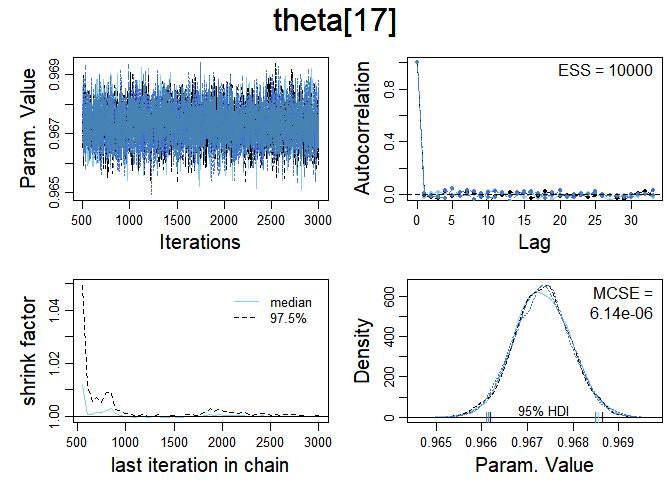 theta[17]
Param. Value
0.965 0.967 0.969
500 1000 1500 2000 2500 3000
Iterations
Autocorrelation
0.0 0.4 0.8
ESS = 10000
0 5 10 15 20 25 30
Lag
shrink factor
1.00 1.02 1.04
median
97.5%
500 1000 1500 2000 2500 3000
last iteration in chain
Density
0 200 400 600
MCSE =
6.14e-06
95% HDI
0.965 0.966 0.967 0.968 0.969
Param. Value